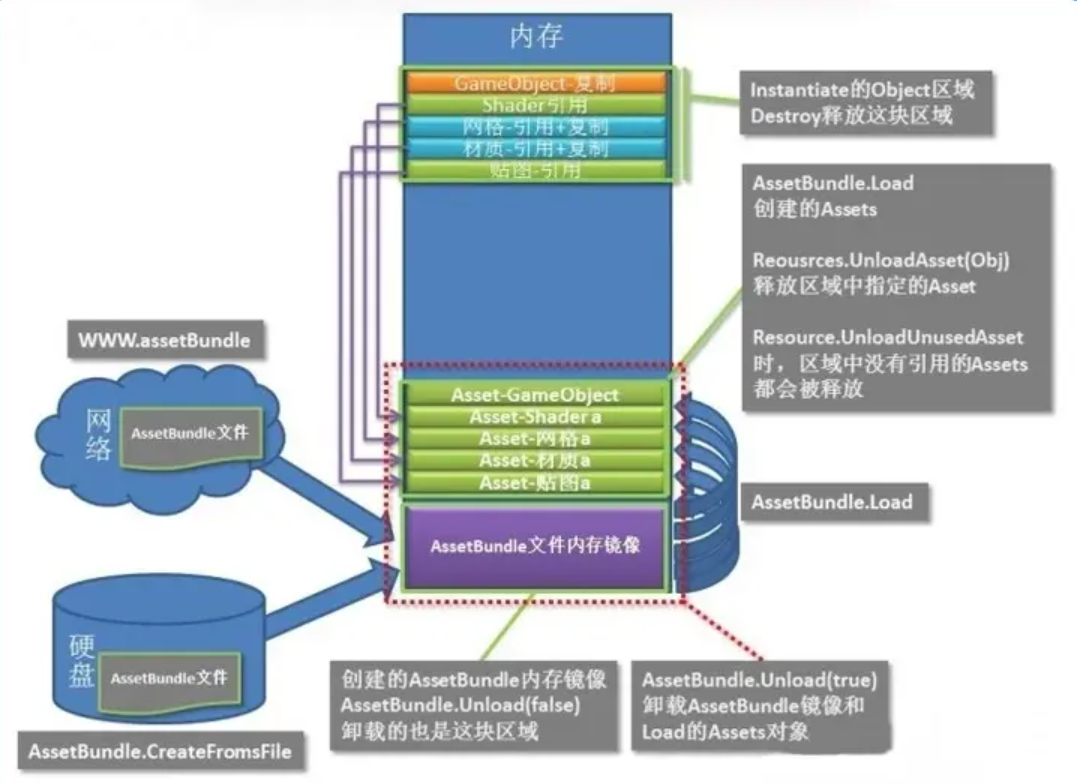 内存
GameObject-复制
Shader引用
网格-引用+复制
材质-引用+复制
贴图-引用
Instantiate的Object区域
Destroy释放这块区域
AssetBundle.Load
创建的Assets
Reousrces.UnloadAsset(Obj)
释放区域中指定的Asset
Resource.UnloadUnusedAsset
时，区域中没有引用的Assets
都会被释放
WWW.assetBundle
网络
AssetBundle文件
Asset-GameObject
Asset-Shader a
Asset-网格a
Asset-材质a
Asset-贴图a
AssetBundle.Load
AssetBundle文件内存镜像
硬盘
AssetBundle文件
AssetBundle.CreateFromsFile
创建的AssetBundle内存镜像
AssetBundle.Unload(false)
卸载的也是这块区域
AssetBundle.Unload(true)
卸载AssetBundle镜像和
Load的Assets对象